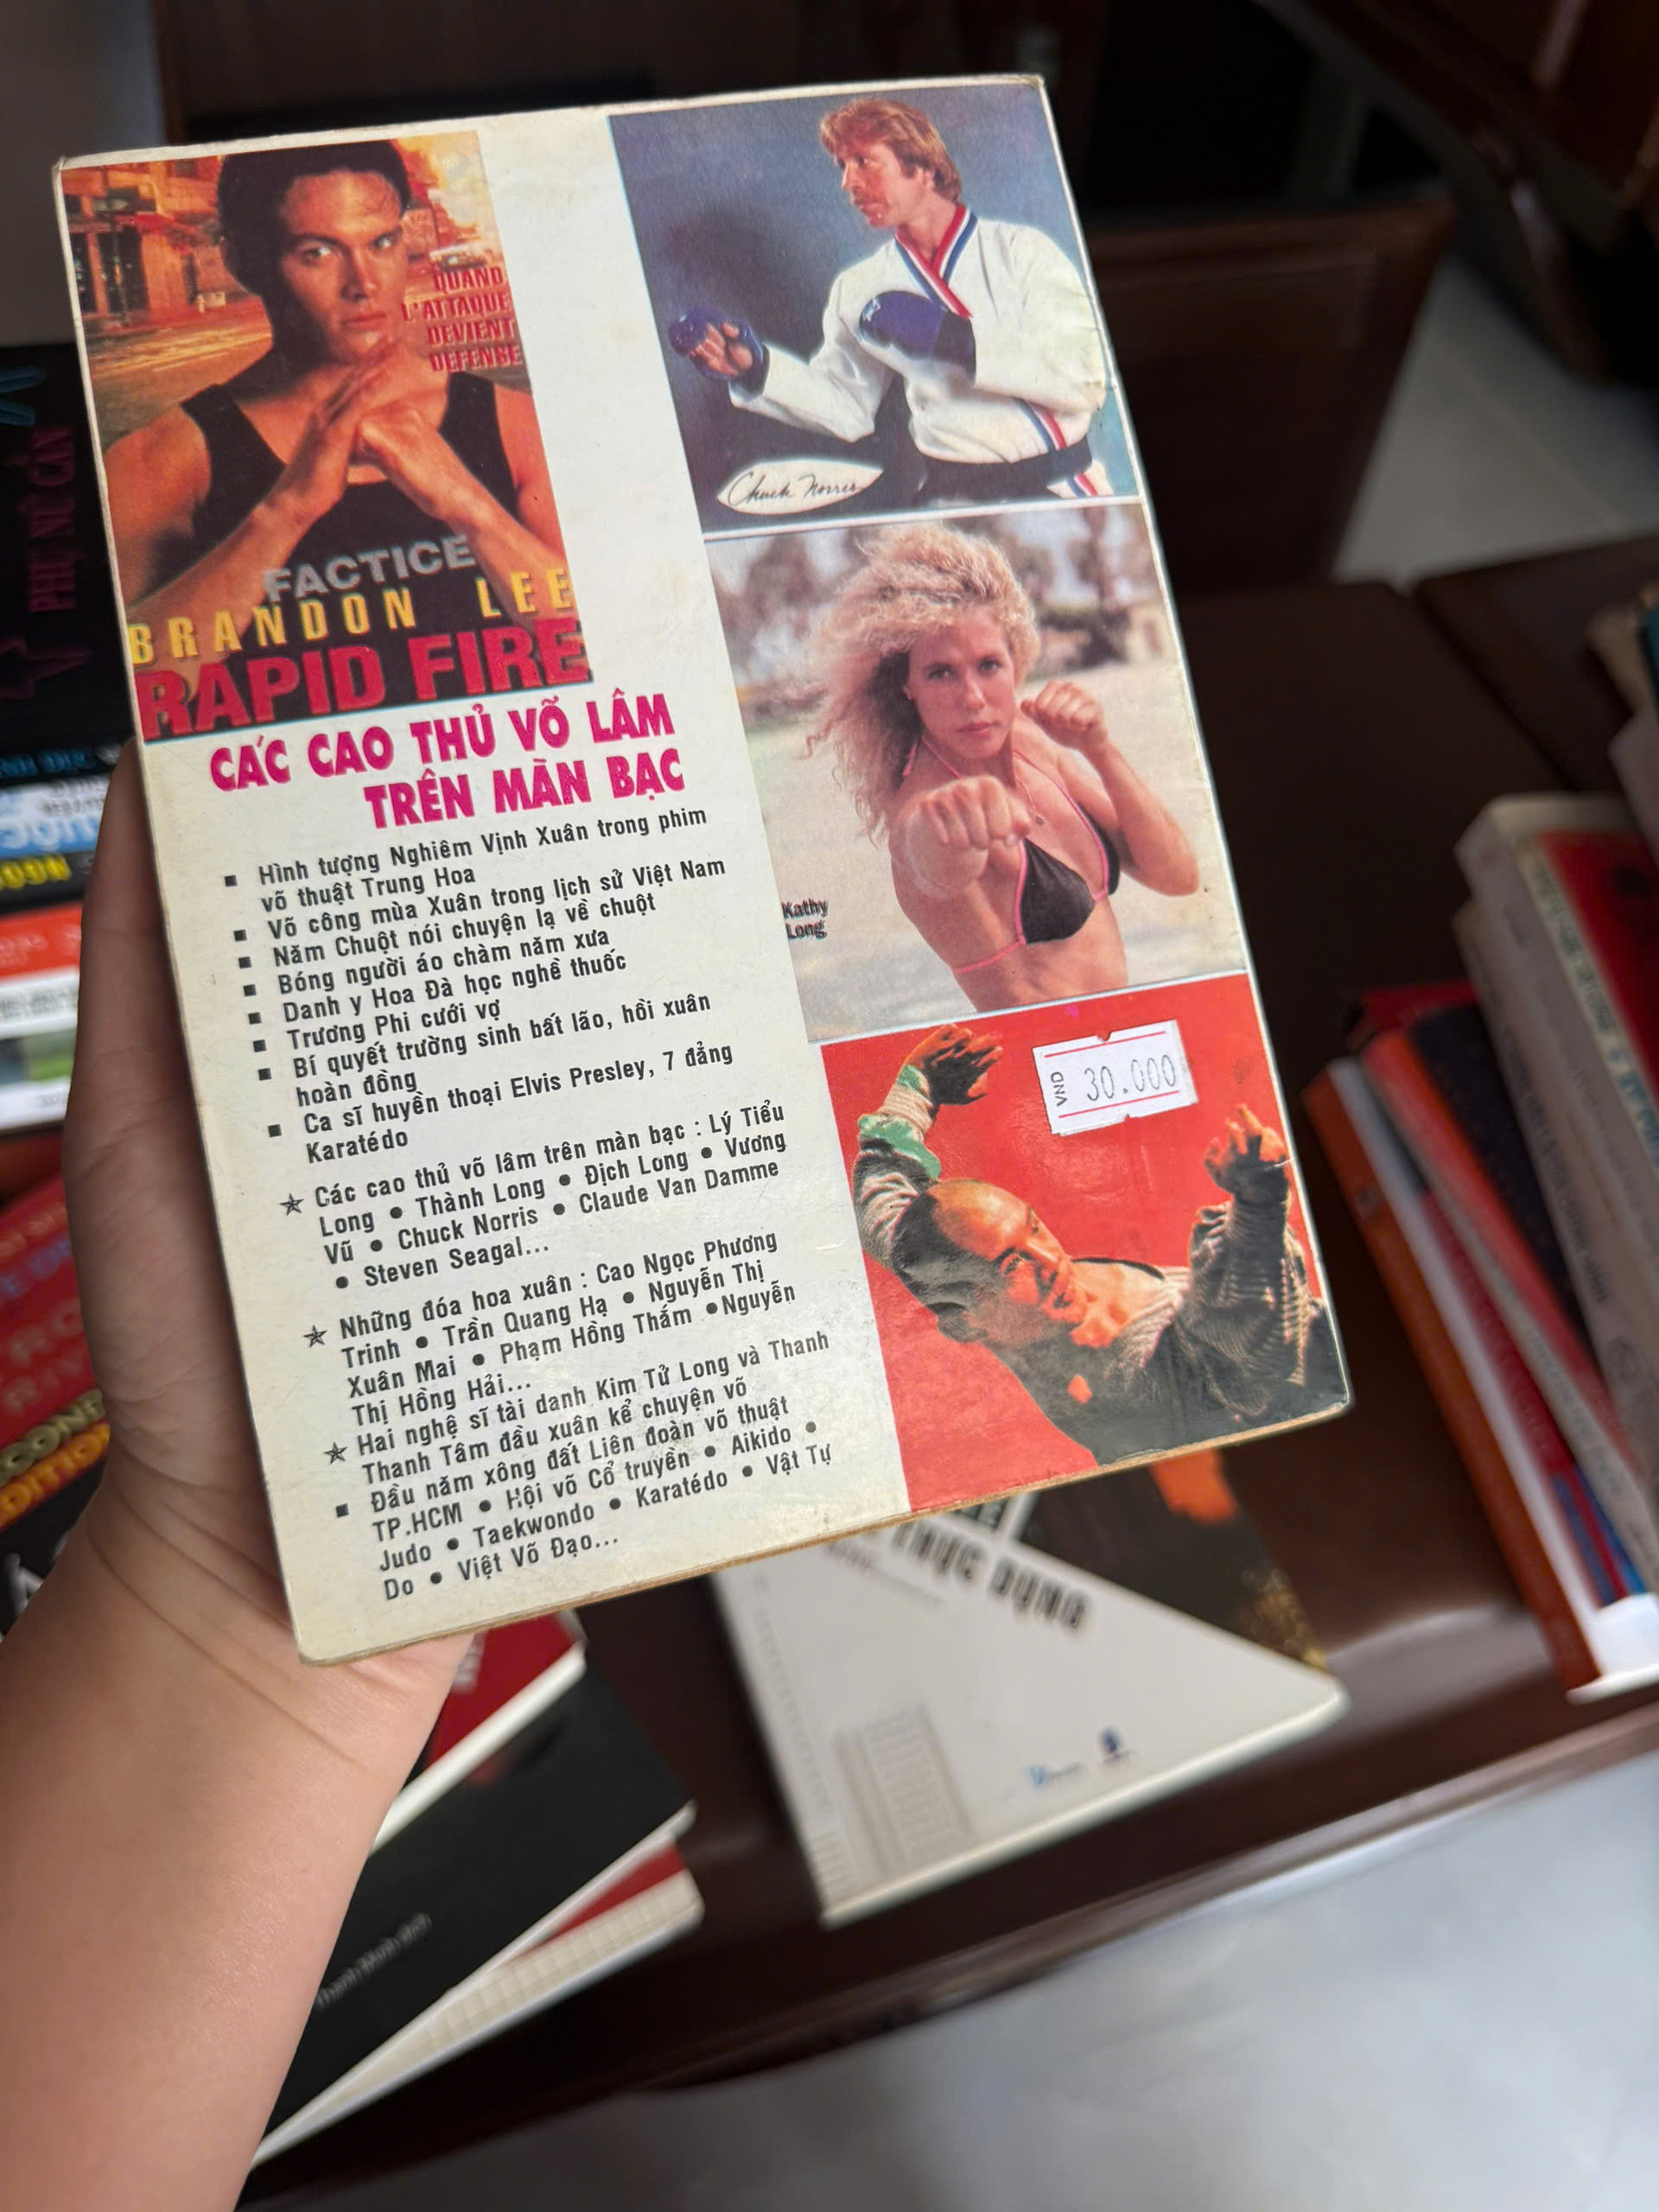 QUAND
L'ATTAQUE
DEVIENT
DEFENSE
FACTICE
BRANDON LEE
RAPID FIRE
Chuck Norris
Kathy
Long
VND 30.000
CÁC CAO THỦ VÕ LÂM
TRÊN MÀN BẠC
▪ Hình tượng Nghiêm Vịnh Xuân trong phim
võ thuật Trung Hoa
▪ Võ công mùa Xuân trong lịch sử Việt Nam
▪ Năm Chuột nói chuyện lạ về chuột
▪ Bóng người áo chàm năm xưa
▪ Danh y Hoa Đà học nghề thuốc
▪ Trương Phi cưới vợ
▪ Bí quyết trường sinh bất lão, hồi xuân
hoàn đồng
▪ Ca sĩ huyền thoại Elvis Presley, 7 đẳng
Karatédo
★ Các cao thủ võ lâm trên màn bạc : Lý Tiểu
Long ● Thành Long ● Địch Long ● Vương
Vũ ● Chuck Norris ● Claude Van Damme
● Steven Seagal...
★ Những đóa hoa xuân : Cao Ngọc Phương
Trinh ● Trần Quang Hạ ● Nguyễn Thị
Xuân Mai ● Phạm Hồng Thắm ● Nguyễn
Thị Hồng Hải...
★ Hai nghệ sĩ tài danh Kim Tử Long và Thanh
Thanh Tâm đầu xuân kể chuyện võ
▪ Đầu năm xông đất Liên đoàn võ thuật
TP.HCM ● Hội võ Cổ truyền ● Aikido ●
Judo ● Taekwondo ● Karatédo ● Vật Tự
Do ● Việt Võ Đạo...
PHỤ NỮ CẦN
THỰC DỤNG